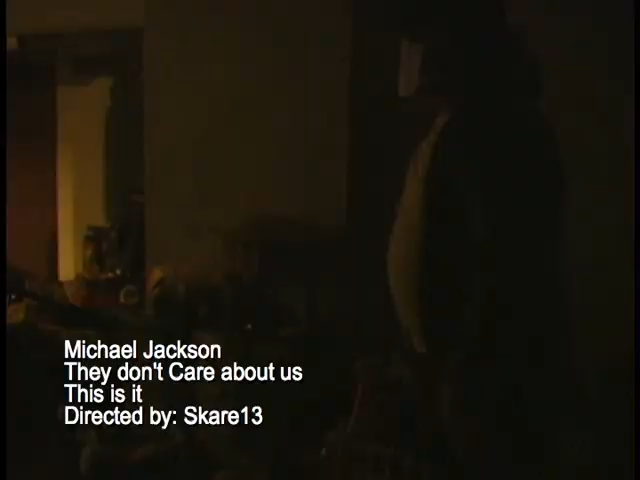 Michael Jackson
They don't Care about us
This is it
Directed by: Skare13